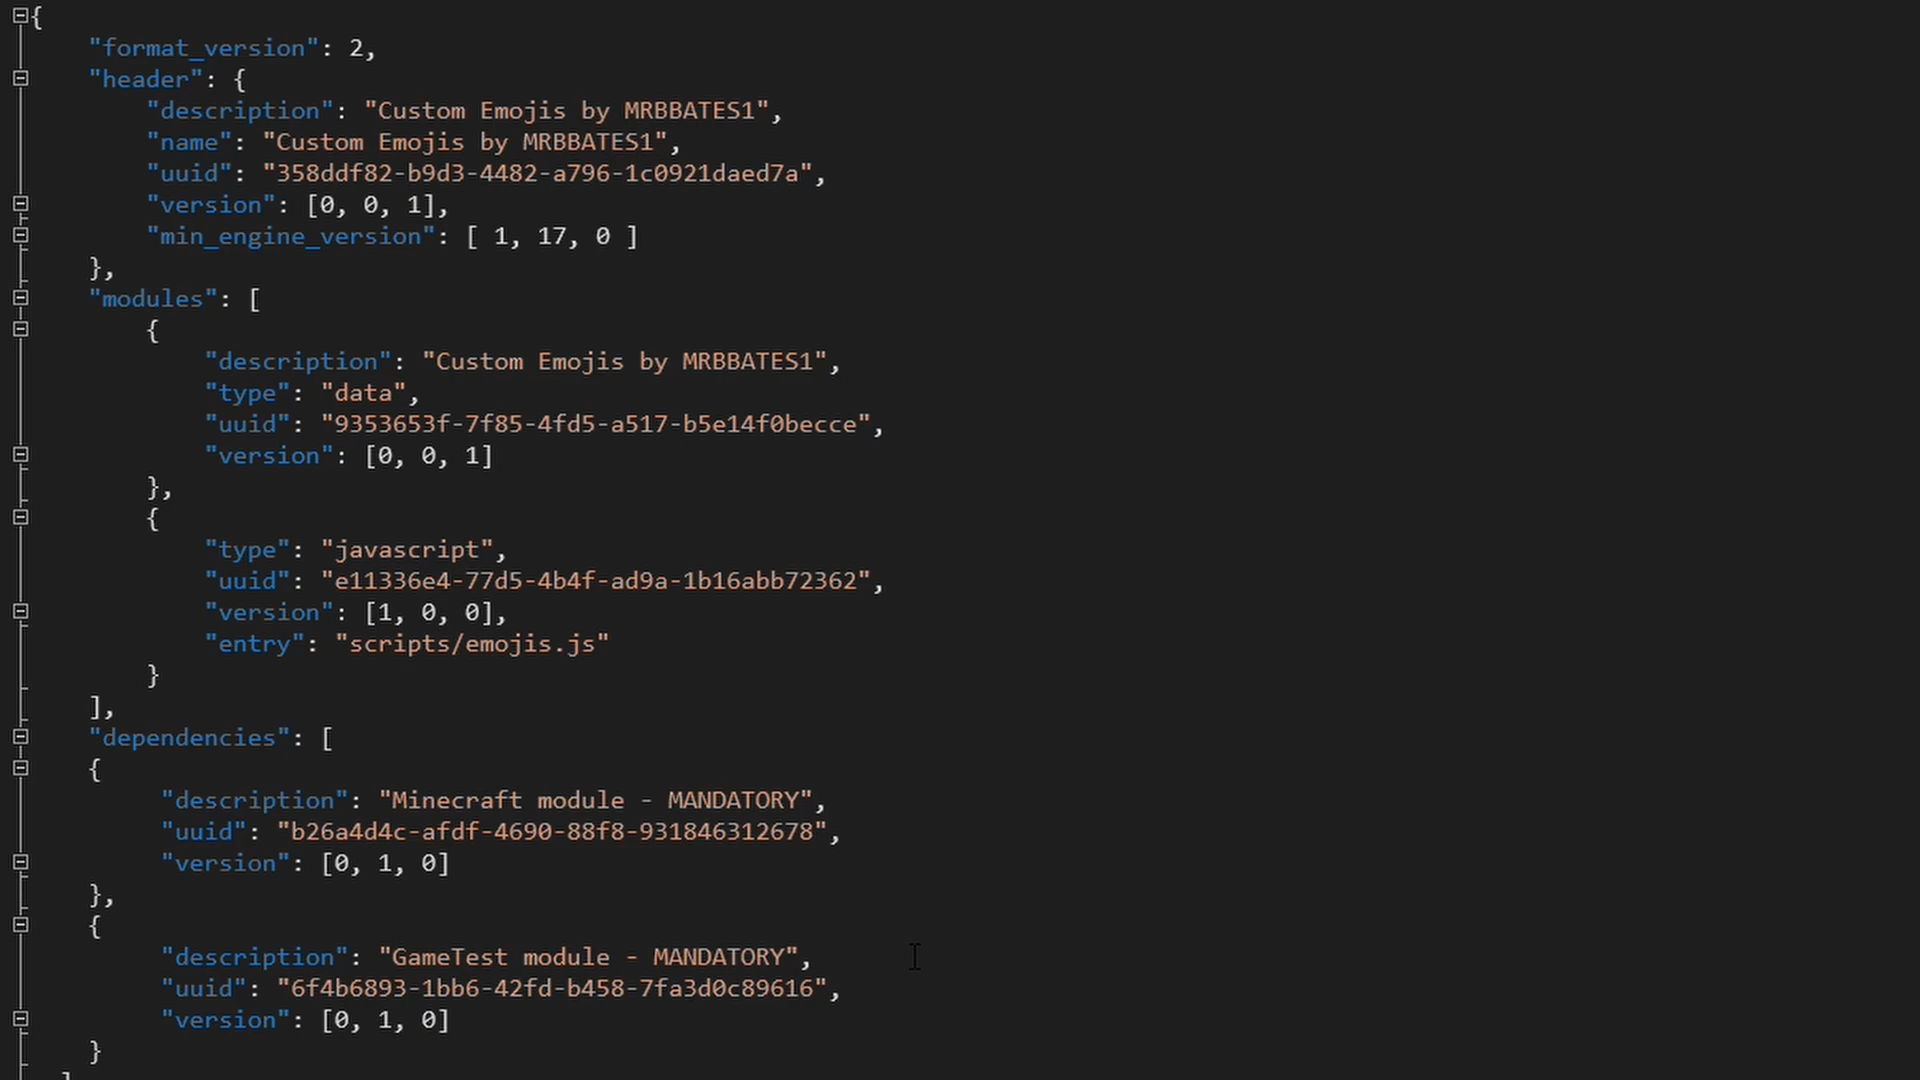 {
"format_version": 2,
"header": {
"description": "Custom Emojis by MRBBATES1",
"name": "Custom Emojis by MRBBATES1",
"uuid": "358ddf82-b9d3-4482-a796-1c0921daed7a",
"version": [0, 0, 1],
"min_engine_version": [ 1, 17, 0 ]
},
"modules": [
{
"description": "Custom Emojis by MRBBATES1",
"type": "data",
"uuid": "9353653f-7f85-4fd5-a517-b5e14f0becce",
"version": [0, 0, 1]
},
{
"type": "javascript",
"uuid": "e11336e4-77d5-4b4f-ad9a-1b16abb72362",
"version": [1, 0, 0],
"entry": "scripts/emojis.js"
}
],
"dependencies": [
{
"description": "Minecraft module - MANDATORY",
"uuid": "b26a4d4c-afdf-4690-88f8-931846312678",
"version": [0, 1, 0]
},
{
"description": "GameTest module - MANDATORY",
"uuid": "6f4b6893-1bb6-42fd-b458-7fa3d0c89616",
"version": [0, 1, 0]
}
]